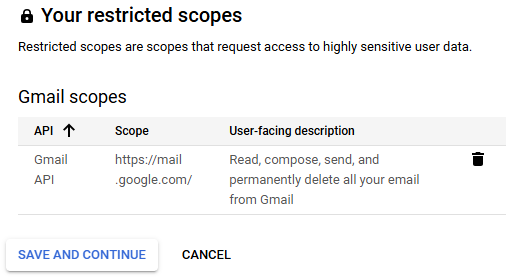 Your restricted scopes
Restricted scopes are scopes that request access to highly sensitive user data.
Gmail scopes
API Scope User-facing description
Gmail https://mail Read, compose, send, and
API .google.com/ permanently delete all your email
from Gmail
SAVE AND CONTINUE CANCEL